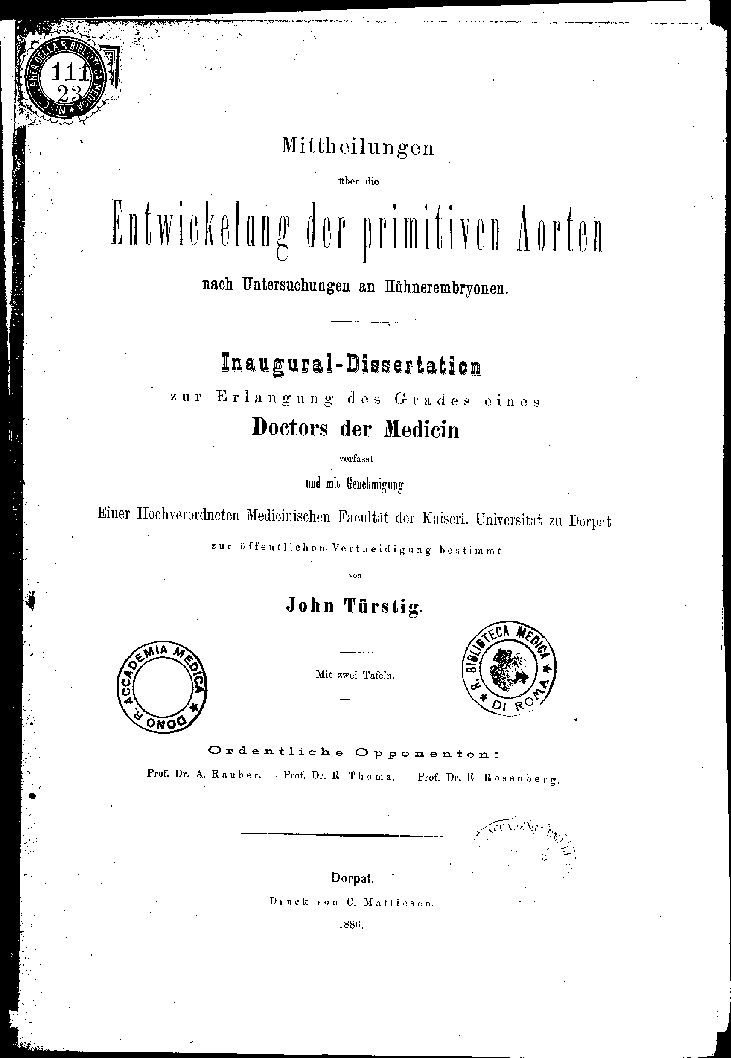 111
23
Mittheilungen
über die
Entwickelung der primitiven Aorten
nach Untersuchungen an Hühnerembryonen.
Inaugural-Dissertation
zur Erlangung des Grades eines
Doctors der Medicin
verfasst
und mit Genehmigung
Einer Hochverordneten Medicinischen Facultät der Kaiserl. Universität zu Dorpat
zur öffentlichen Vertheidigung bestimmt
von
John Türstig.
R. BIBLIOTECA MEDICA
DI ROMA
R. ACCADEMIA MEDICA
DONO
Mit zwei Tafeln.
Ordentliche Opponenten:
Prof. Dr. A. Rauber. - Prof. Dr. R. Thoma. Prof. Dr. E. Rosenberg.
Dorpat.
Druck von C. Mattiesen.
1886.